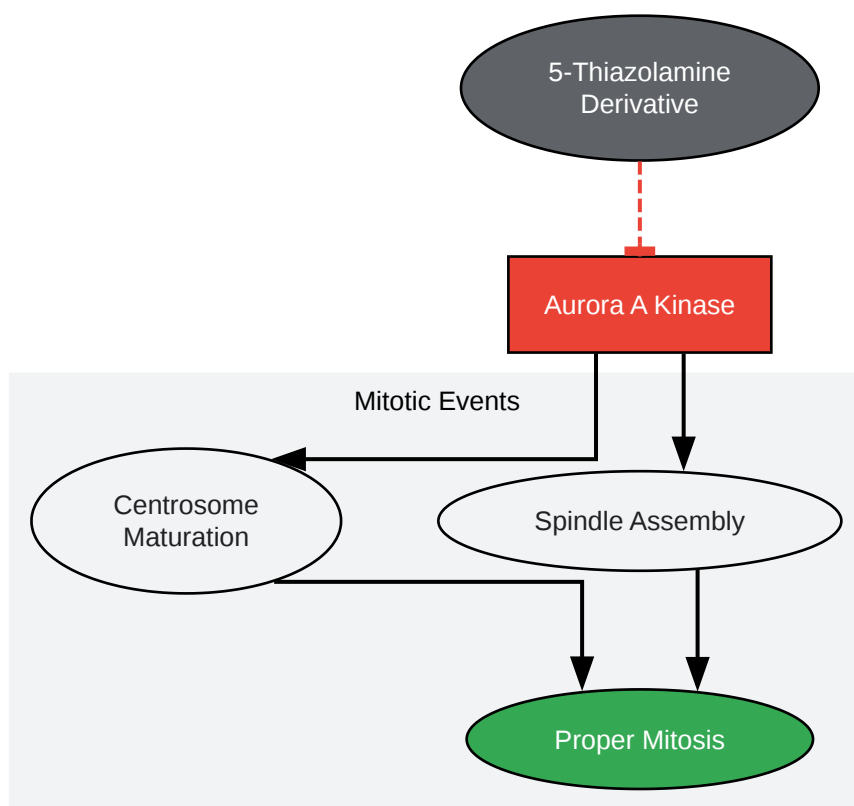 5-Thiazolamine
Derivative
Aurora A Kinase
Mitotic Events
Centrosome
Maturation
Spindle Assembly
Proper Mitosis